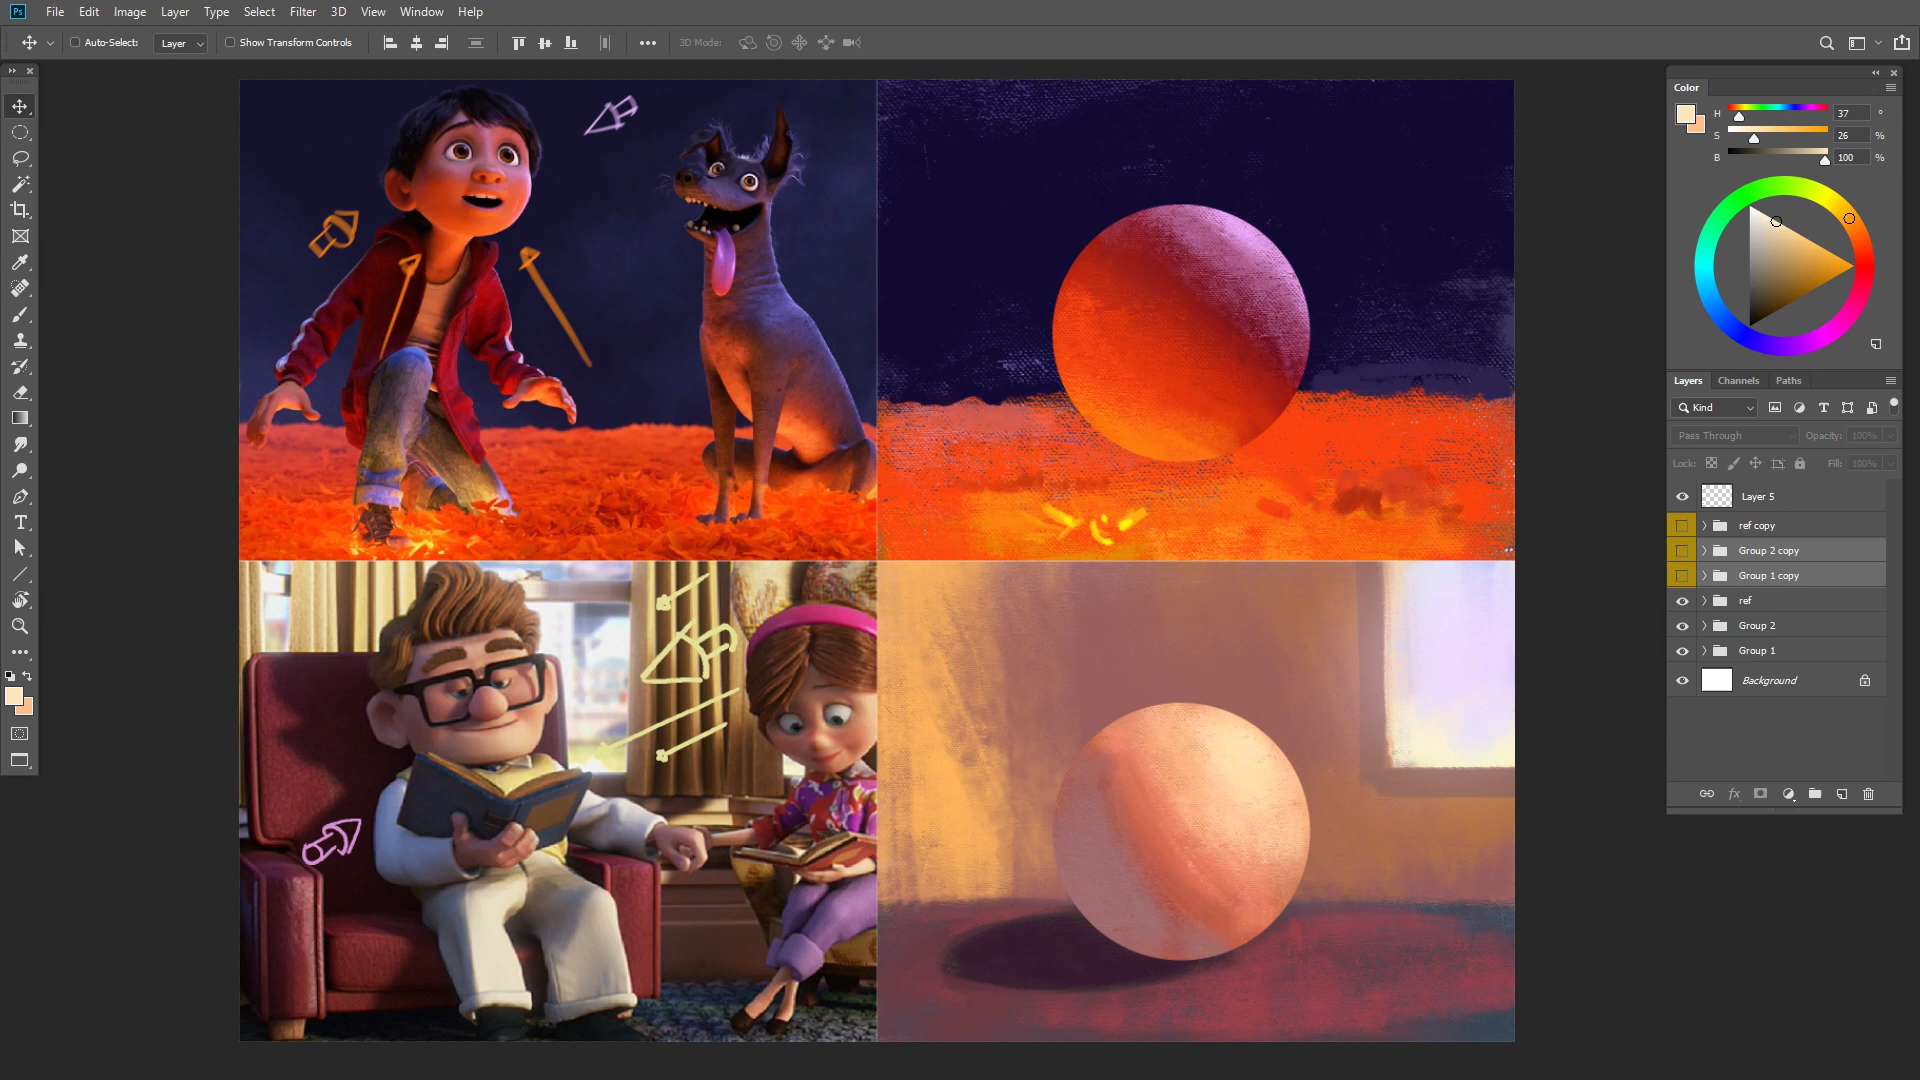 Ps File Edit Image Layer Type Select Filter 3D View Window Help
Auto-Select: Layer Show Transform Controls 3D Mode:
Color
H 37 °
S 26 %
B 100 %
Layers Channels Paths
Kind
Pass Through Opacity: 100%
Lock: Fill: 100%
Layer 5
ref copy
Group 2 copy
Group 1 copy
ref
Group 2
Group 1
Background
fx